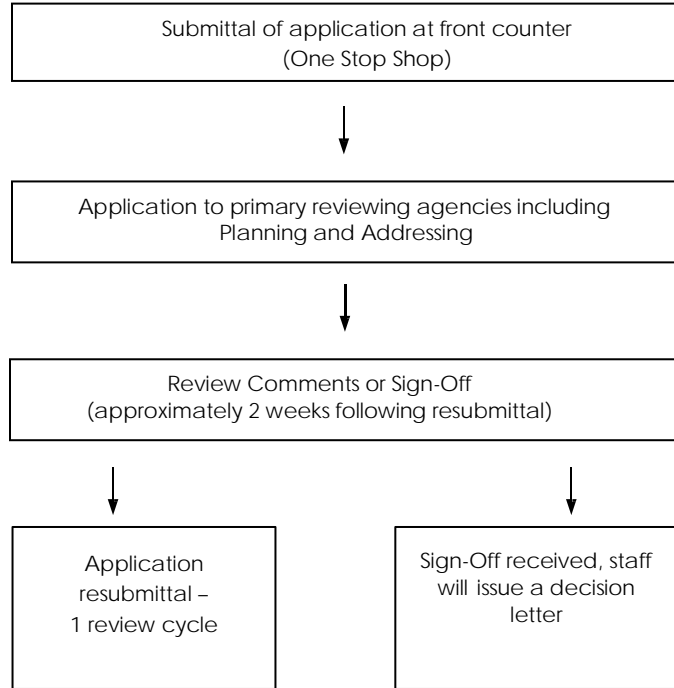 Submittal of application at front counter
(One Stop Shop)
Application to primary reviewing agencies including
Planning and Addressing
Review Comments or Sign-Off
(approximately 2 weeks following resubmittal)
Application
resubmittal –
1 review cycle
Sign-Off received, staff
will issue a decision
letter